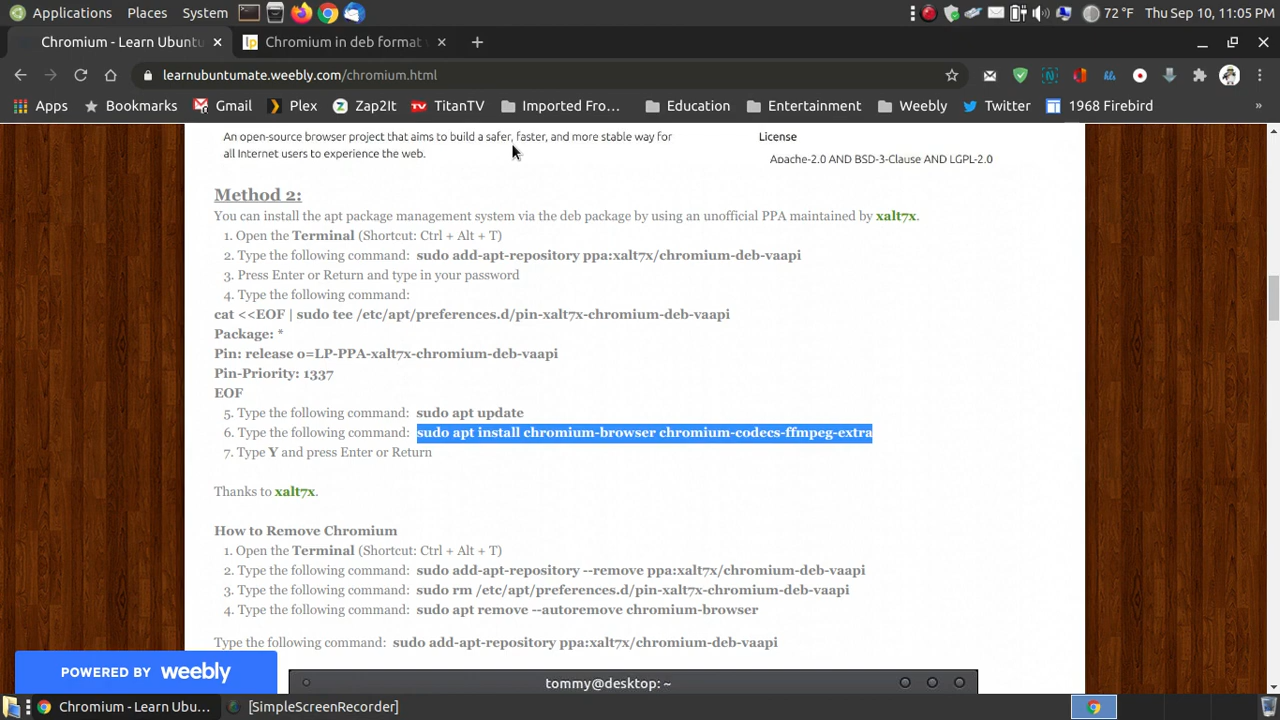 Applications Places System 72 °F Thu Sep 10, 11:05 PM
Chromium - Learn Ubuntu Chromium in deb format
learnubuntumate.weebly.com/chromium.html
Apps Bookmarks Gmail Plex Zap2It TitanTV Imported Fro... Education Entertainment Weebly Twitter 1968 Firebird »
An open-source browser project that aims to build a safer, faster, and more stable way for
all Internet users to experience the web.
License
Apache-2.0 AND BSD-3-Clause AND LGPL-2.0
Method 2:
You can install the apt package management system via the deb package by using an unofficial PPA maintained by xalt7x.
1. Open the Terminal (Shortcut: Ctrl + Alt + T)
2. Type the following command: sudo add-apt-repository ppa:xalt7x/chromium-deb-vaapi
3. Press Enter or Return and type in your password
4. Type the following command:
cat <<EOF | sudo tee /etc/apt/preferences.d/pin-xalt7x-chromium-deb-vaapi
Package: *
Pin: release o=LP-PPA-xalt7x-chromium-deb-vaapi
Pin-Priority: 1337
EOF
5. Type the following command: sudo apt update
6. Type the following command: sudo apt install chromium-browser chromium-codecs-ffmpeg-extra
7. Type Y and press Enter or Return
Thanks to xalt7x.
How to Remove Chromium
1. Open the Terminal (Shortcut: Ctrl + Alt + T)
2. Type the following command: sudo add-apt-repository --remove ppa:xalt7x/chromium-deb-vaapi
3. Type the following command: sudo rm /etc/apt/preferences.d/pin-xalt7x-chromium-deb-vaapi
4. Type the following command: sudo apt remove --autoremove chromium-browser
Type the following command: sudo add-apt-repository ppa:xalt7x/chromium-deb-vaapi
POWERED BY weebly
tommy@desktop: ~
Chromium - Learn Ubu... [SimpleScreenRecorder]